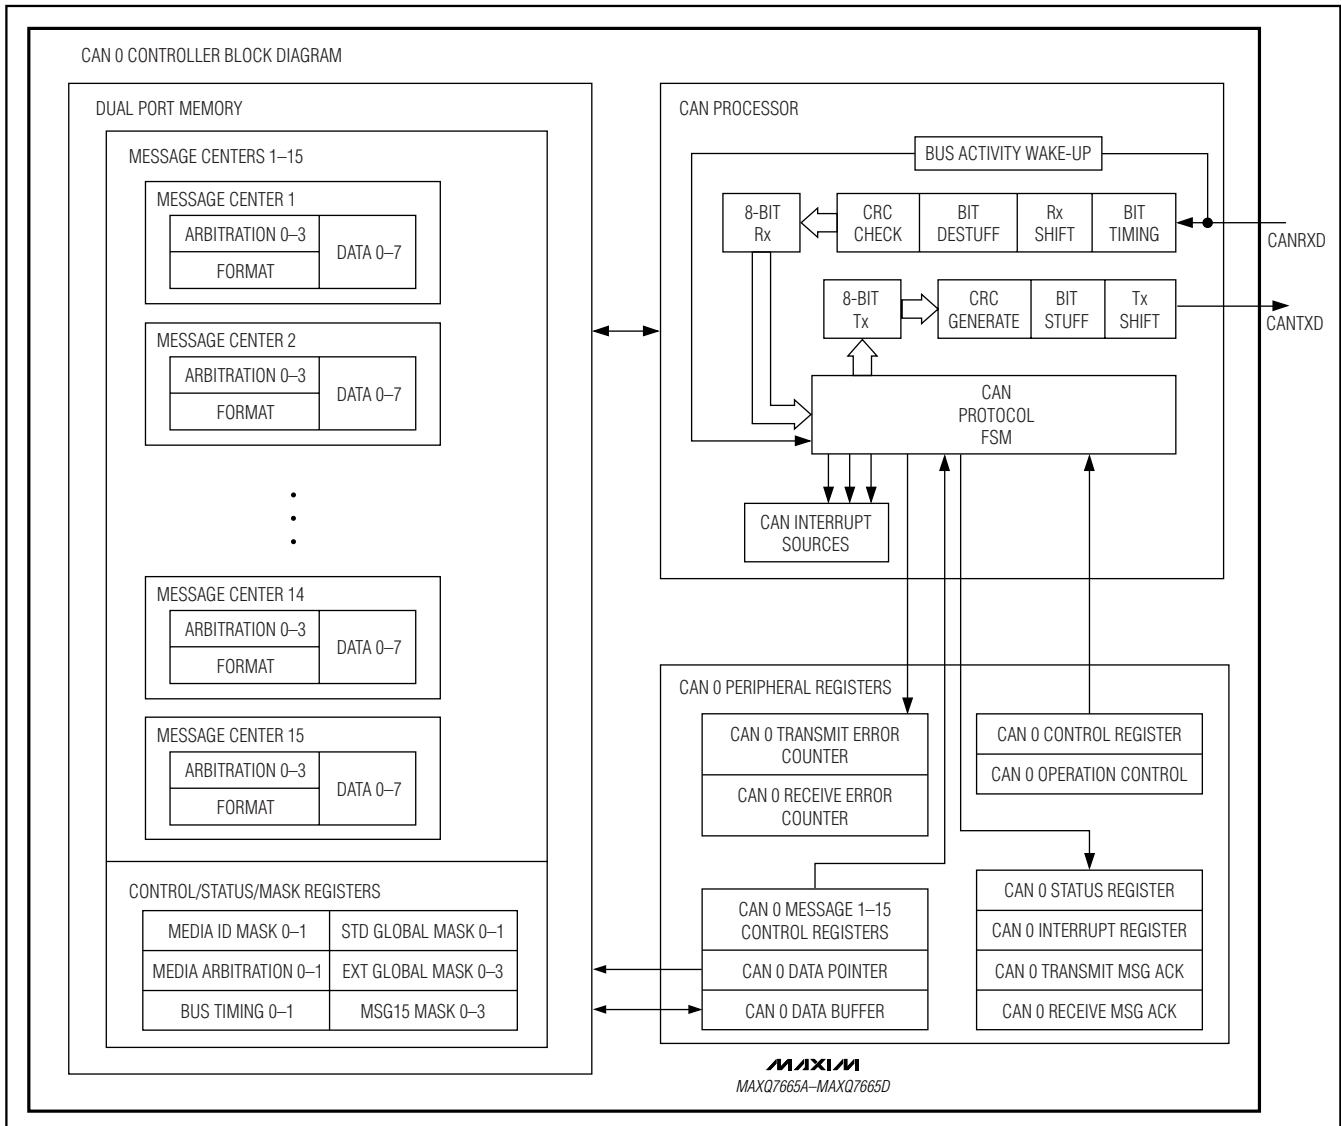 CAN 0 CONTROLLER BLOCK DIAGRAM
DUAL PORT MEMORY
MESSAGE CENTERS 1–15
MESSAGE CENTER 1
ARBITRATION 0–3
FORMAT
DATA 0–7
MESSAGE CENTER 2
ARBITRATION 0–3
FORMAT
DATA 0–7
MESSAGE CENTER 14
ARBITRATION 0–3
FORMAT
DATA 0–7
MESSAGE CENTER 15
ARBITRATION 0–3
FORMAT
DATA 0–7
CONTROL/STATUS/MASK REGISTERS
MEDIA ID MASK 0–1
STD GLOBAL MASK 0–1
MEDIA ARBITRATION 0–1
EXT GLOBAL MASK 0–3
BUS TIMING 0–1
MSG15 MASK 0–3
CAN PROCESSOR
BUS ACTIVITY WAKE-UP
8-BIT
Rx
CRC
CHECK
BIT
DESTUFF
Rx
SHIFT
BIT
TIMING
CANRXD
8-BIT
Tx
CRC
GENERATE
BIT
STUFF
Tx
SHIFT
CANTXD
CAN
PROTOCOL
FSM
CAN INTERRUPT
SOURCES
CAN 0 PERIPHERAL REGISTERS
CAN 0 TRANSMIT ERROR
COUNTER
CAN 0 RECEIVE ERROR
COUNTER
CAN 0 CONTROL REGISTER
CAN 0 OPERATION CONTROL
CAN 0 MESSAGE 1–15
CONTROL REGISTERS
CAN 0 DATA POINTER
CAN 0 DATA BUFFER
CAN 0 STATUS REGISTER
CAN 0 INTERRUPT REGISTER
CAN 0 TRANSMIT MSG ACK
CAN 0 RECEIVE MSG ACK
MAXIM
MAXQ7665A–MAXQ7665D